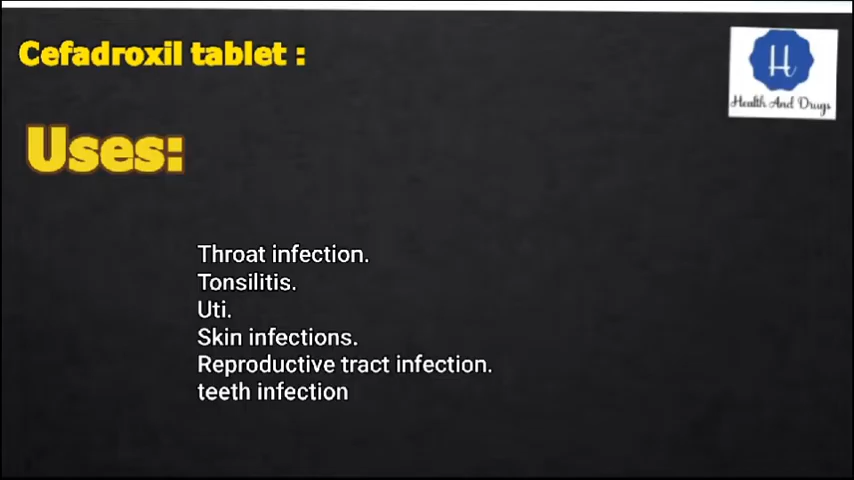 Cefadroxil tablet :
H
Health And Drugs
Uses:
Throat infection.
Tonsilitis.
Uti.
Skin infections.
Reproductive tract infection.
teeth infection